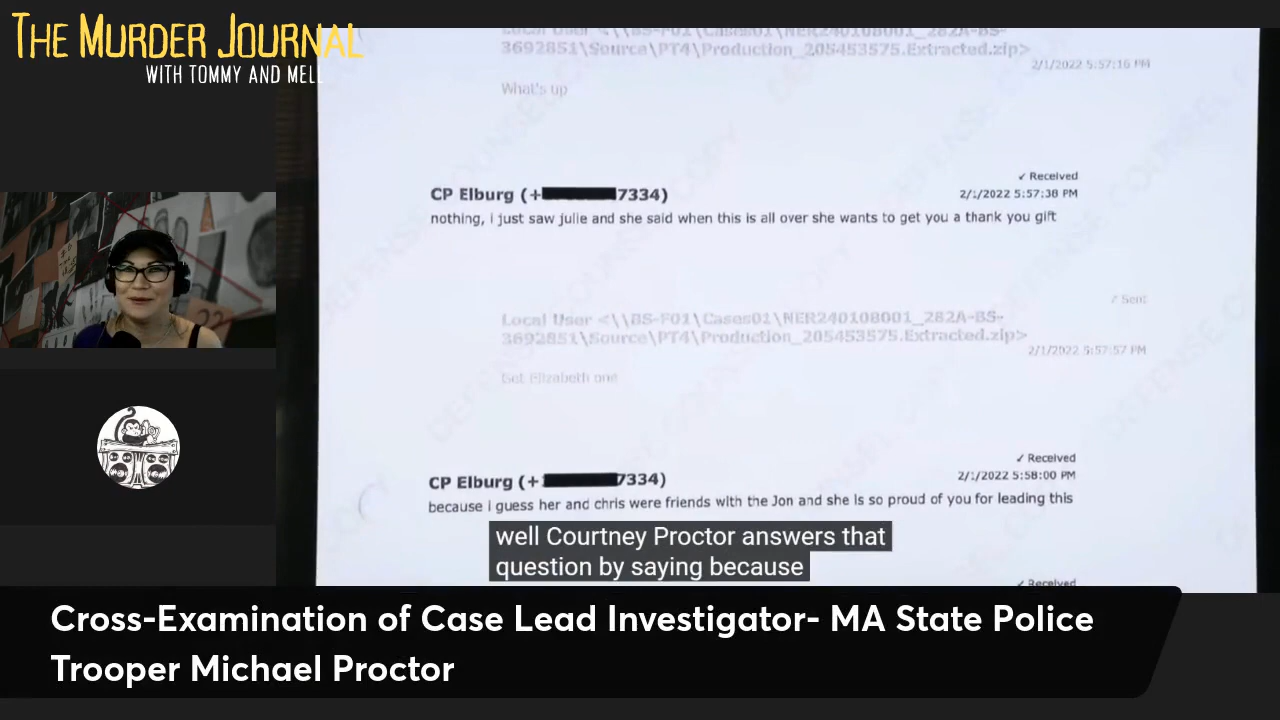 THE MURDER JOURNAL
WITH TOMMY AND MELL
Local User <\\BS-F01\Cases01\NER240108001_282A-BS-
3692851\Source\PT4\Production_205453575.Extracted.zip>
2/1/2022 5:57:16 PM
What's up
✓ Received
CP Elburg (+ 7334)
2/1/2022 5:57:38 PM
nothing, i just saw julie and she said when this is all over she wants to get you a thank you gift
✓ Sent
Local User <\\BS-F01\Cases01\NER240108001_282A-BS-
3692851\Source\PT4\Production_205453575.Extracted.zip>
2/1/2022 5:57:57 PM
Get Elizabeth one
✓ Received
CP Elburg (+ 7334)
2/1/2022 5:58:00 PM
because i guess her and chris were friends with the Jon and she is so proud of you for leading this
well Courtney Proctor answers that
question by saying because
✓ Received
Cross-Examination of Case Lead Investigator- MA State Police
Trooper Michael Proctor